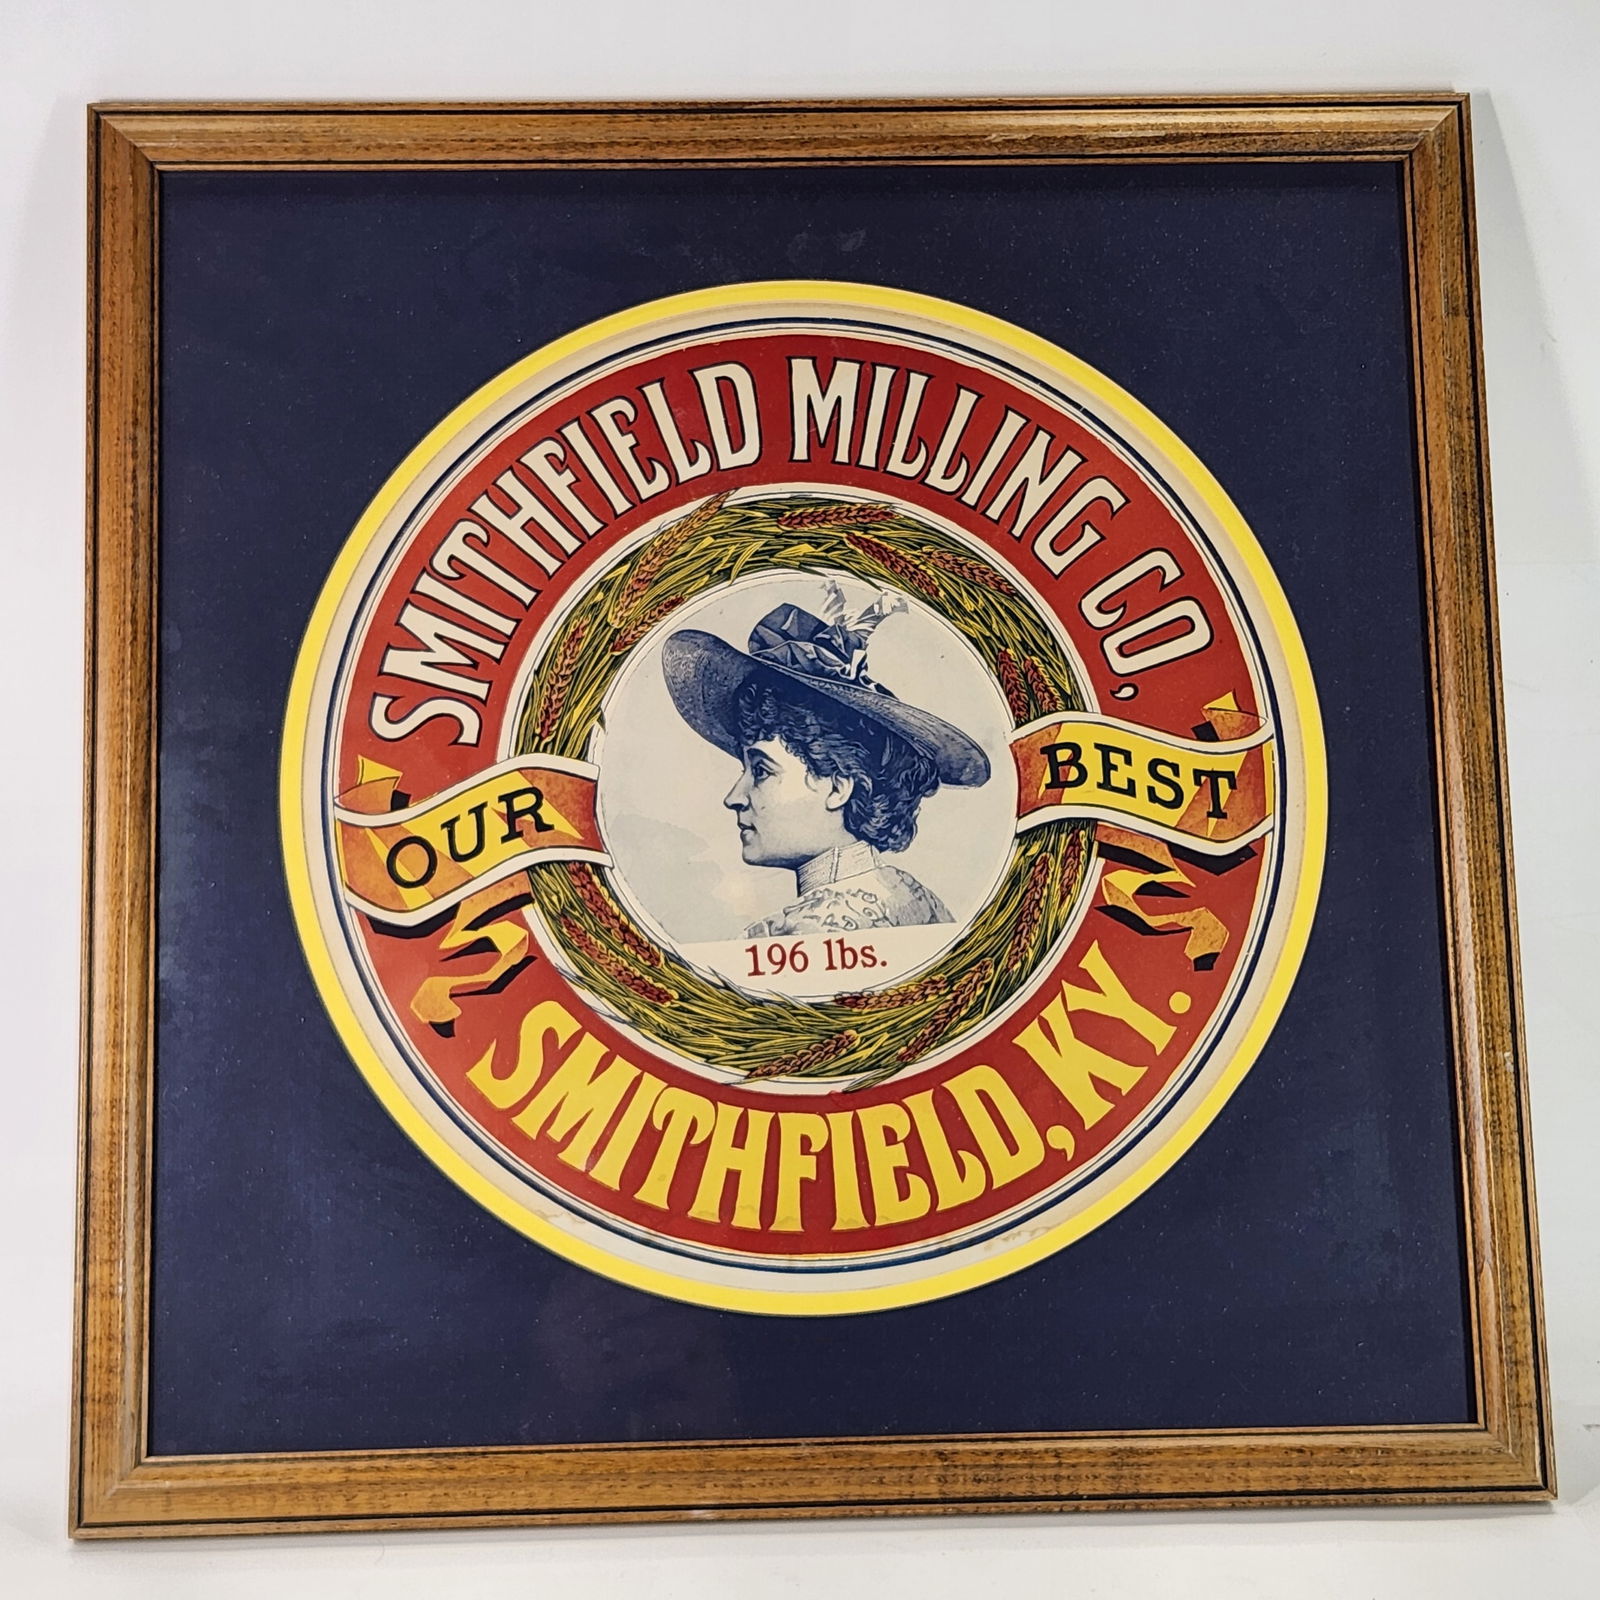 SMITHFIELD MILLING CO,
OUR BEST
196 lbs.
SMITHFIELD, KY.